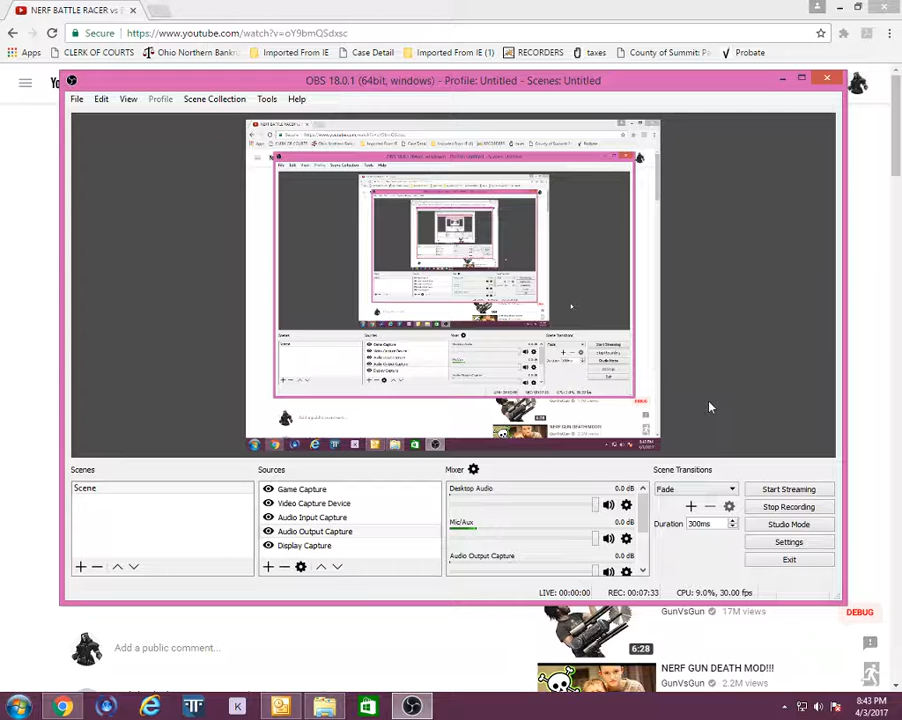 NERF BATTLE RACER vs E
Secure https://www.youtube.com/watch?v=oY9bmQSdxsc
Apps CLERK OF COURTS Ohio Northern Bankr Imported From IE Case Detail Imported From IE (1) RECORDERS taxes County of Summit: Pa Probate
OBS 18.0.1 (64bit, windows) - Profile: Untitled - Scenes: Untitled
File Edit View Profile Scene Collection Tools Help
Scenes Sources Mixer Scene Transitions
Scene
Game Capture
Video Capture Device
Audio Input Capture
Audio Output Capture
Display Capture
Desktop Audio 0.0 dB
Mic/Aux 0.0 dB
Audio Output Capture 0.0 dB
Fade
Duration 300ms
Start Streaming
Stop Recording
Studio Mode
Settings
Exit
LIVE: 00:00:00 REC: 00:07:33 CPU: 9.0%, 30.00 fps
GunVsGun 17M views
DEBUG
6:28
Add a public comment...
NERF GUN DEATH MOD!!!
GunVsGun 2.2M views
8:43 PM
4/3/2017